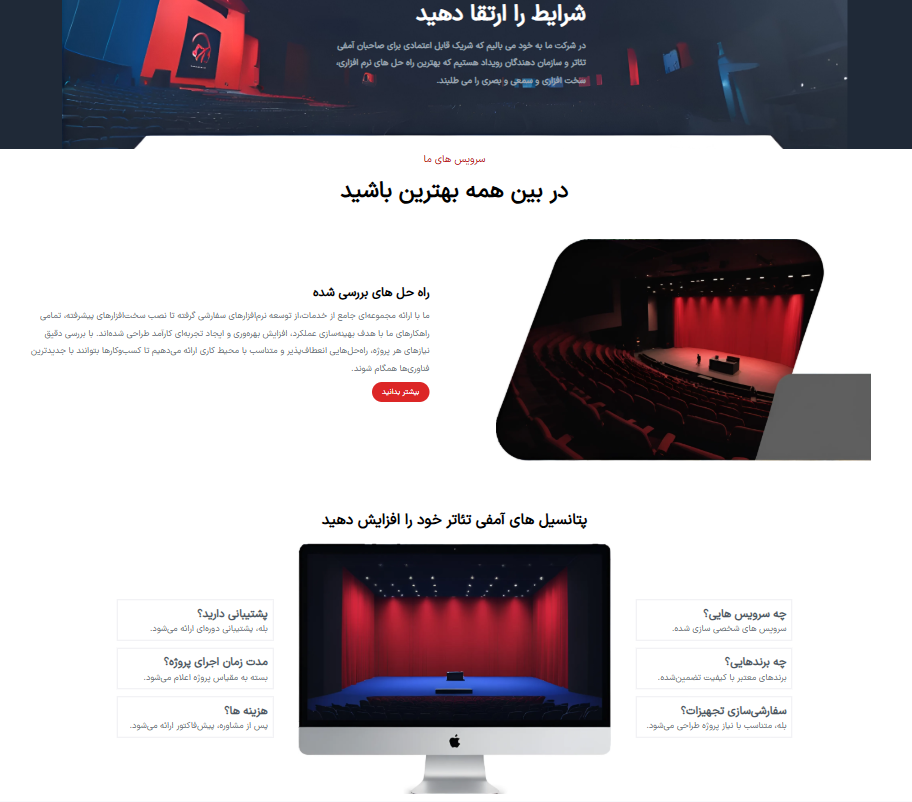 شرایط را ارتقا دهید
در شرکت ما به خود می بالیم که شریک قابل اعتمادی برای صاحبان آمفی
تئاتر و سازمان دهندگان رویداد هستیم که بهترین راه حل های نرم افزاری،
سخت افزاری و سمعی و بصری را می طلبند.
سرویس های ما
در بین همه بهترین باشید
راه حل های بررسی شده
ما با ارائه مجموعه‌ای جامع از خدمات،از توسعه نرم‌افزارهای سفارشی گرفته تا نصب سخت‌افزارهای پیشرفته، تمامی
راهکارهای ما با هدف بهینه‌سازی عملکرد، افزایش بهره‌وری و ایجاد تجربه‌ای کارآمد طراحی شده‌اند. با بررسی دقیق
نیازهای هر پروژه، راه‌حل‌هایی انعطاف‌پذیر و متناسب با محیط کاری ارائه می‌دهیم تا کسب‌وکارها بتوانند با جدیدترین
فناوری‌ها همگام شوند.
بیشتر بدانید
پتانسیل های آمفی تئاتر خود را افزایش دهید
چه سرویس هایی؟
سرویس های شخصی سازی شده.
چه برندهایی؟
برندهای معتبر با کیفیت تضمین‌شده.
سفارشی‌سازی تجهیزات؟
بله، متناسب با نیاز پروژه طراحی می‌شود.
پشتیبانی دارید؟
بله، پشتیبانی دوره‌ای ارائه می‌شود.
مدت زمان اجرای پروژه؟
بسته به مقیاس پروژه اعلام می‌شود.
هزینه ها؟
پس از مشاوره، پیش‌فاکتور ارائه می‌شود.